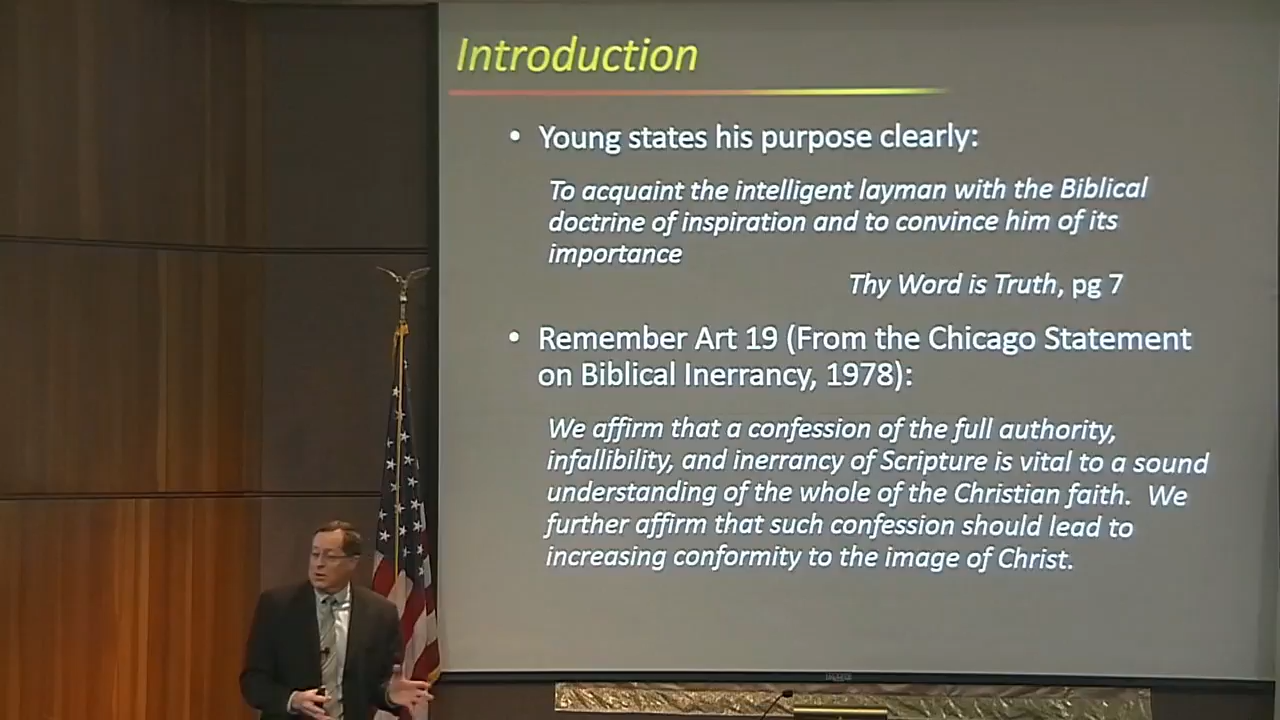 Introduction
• Young states his purpose clearly:
To acquaint the intelligent layman with the Biblical
doctrine of inspiration and to convince him of its
importance
Thy Word is Truth, pg 7
• Remember Art 19 (From the Chicago Statement
on Biblical Inerrancy, 1978):
We affirm that a confession of the full authority,
infallibility, and inerrancy of Scripture is vital to a sound
understanding of the whole of the Christian faith.  We
further affirm that such confession should lead to
increasing conformity to the image of Christ.